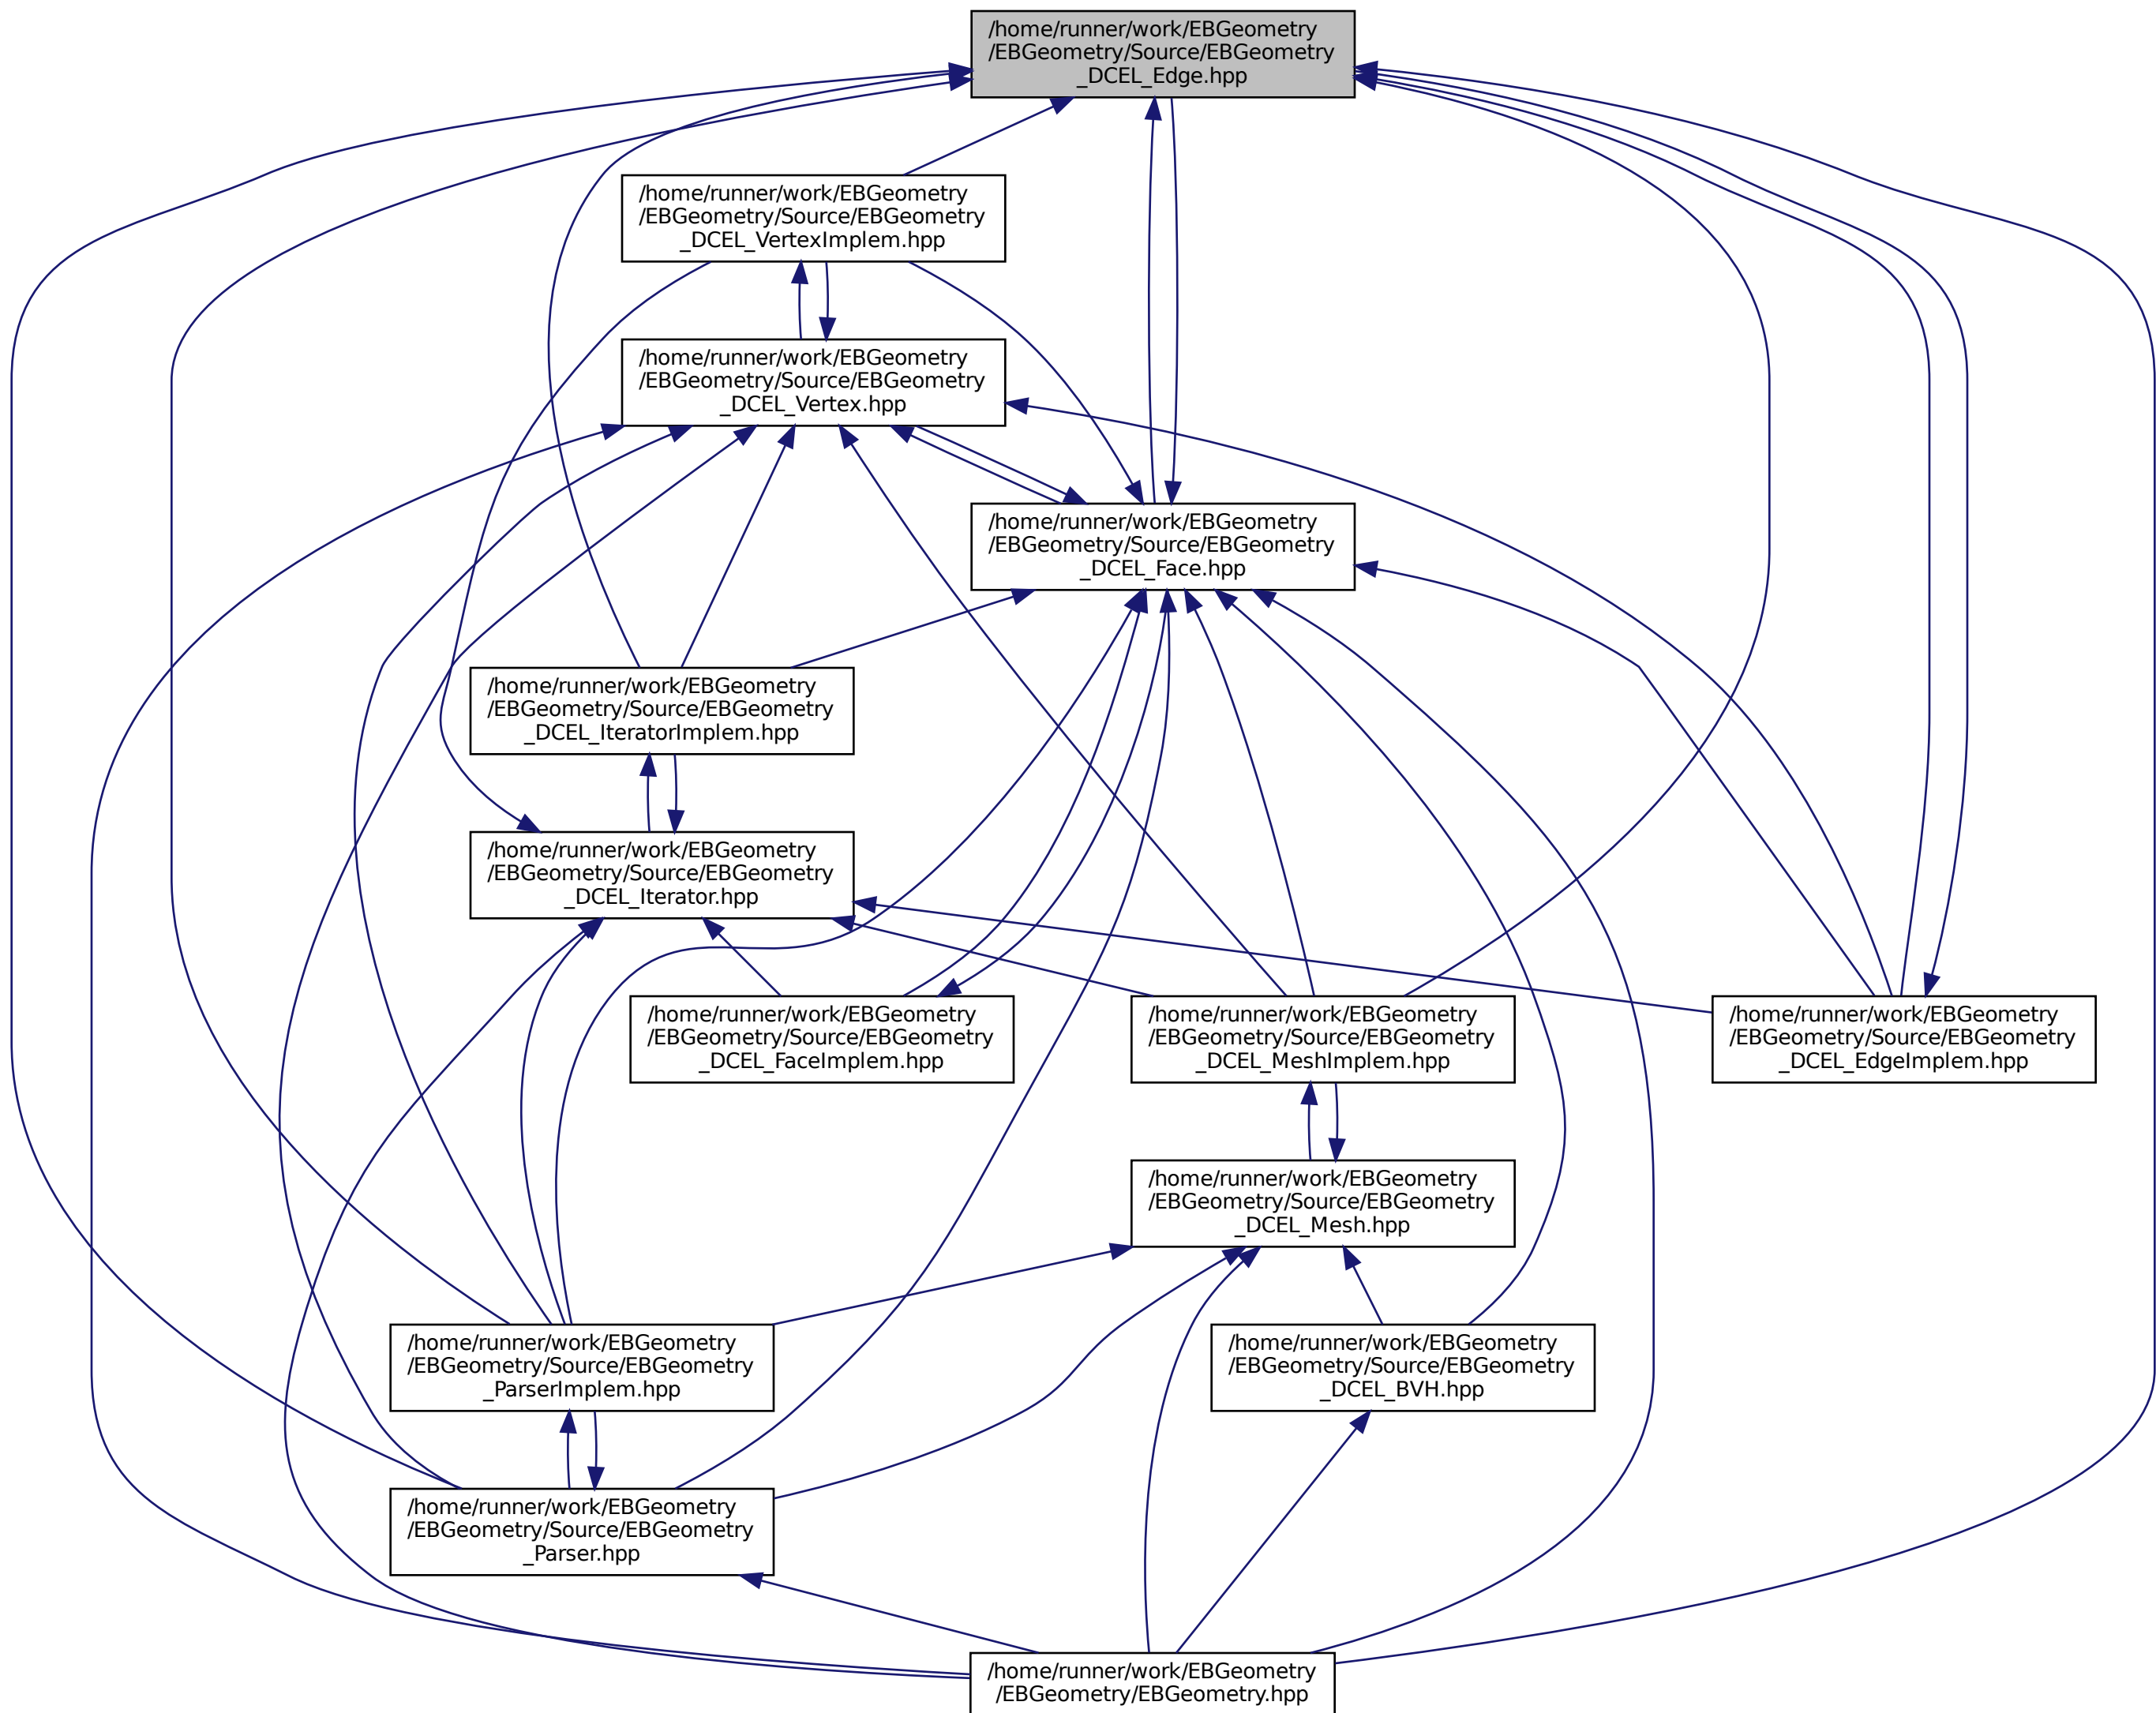 /home/runner/work/EBGeometry
/EBGeometry/Source/EBGeometry
_DCEL_Edge.hpp
/home/runner/work/EBGeometry
/EBGeometry/Source/EBGeometry
_DCEL_VertexImplem.hpp
/home/runner/work/EBGeometry
/EBGeometry/Source/EBGeometry
_DCEL_Vertex.hpp
/home/runner/work/EBGeometry
/EBGeometry/Source/EBGeometry
_DCEL_Face.hpp
/home/runner/work/EBGeometry
/EBGeometry/Source/EBGeometry
_DCEL_IteratorImplem.hpp
/home/runner/work/EBGeometry
/EBGeometry/Source/EBGeometry
_DCEL_Iterator.hpp
/home/runner/work/EBGeometry
/EBGeometry/Source/EBGeometry
_DCEL_FaceImplem.hpp
/home/runner/work/EBGeometry
/EBGeometry/Source/EBGeometry
_DCEL_MeshImplem.hpp
/home/runner/work/EBGeometry
/EBGeometry/Source/EBGeometry
_DCEL_EdgeImplem.hpp
/home/runner/work/EBGeometry
/EBGeometry/Source/EBGeometry
_DCEL_Mesh.hpp
/home/runner/work/EBGeometry
/EBGeometry/Source/EBGeometry
_ParserImplem.hpp
/home/runner/work/EBGeometry
/EBGeometry/Source/EBGeometry
_DCEL_BVH.hpp
/home/runner/work/EBGeometry
/EBGeometry/Source/EBGeometry
_Parser.hpp
/home/runner/work/EBGeometry
/EBGeometry/EBGeometry.hpp